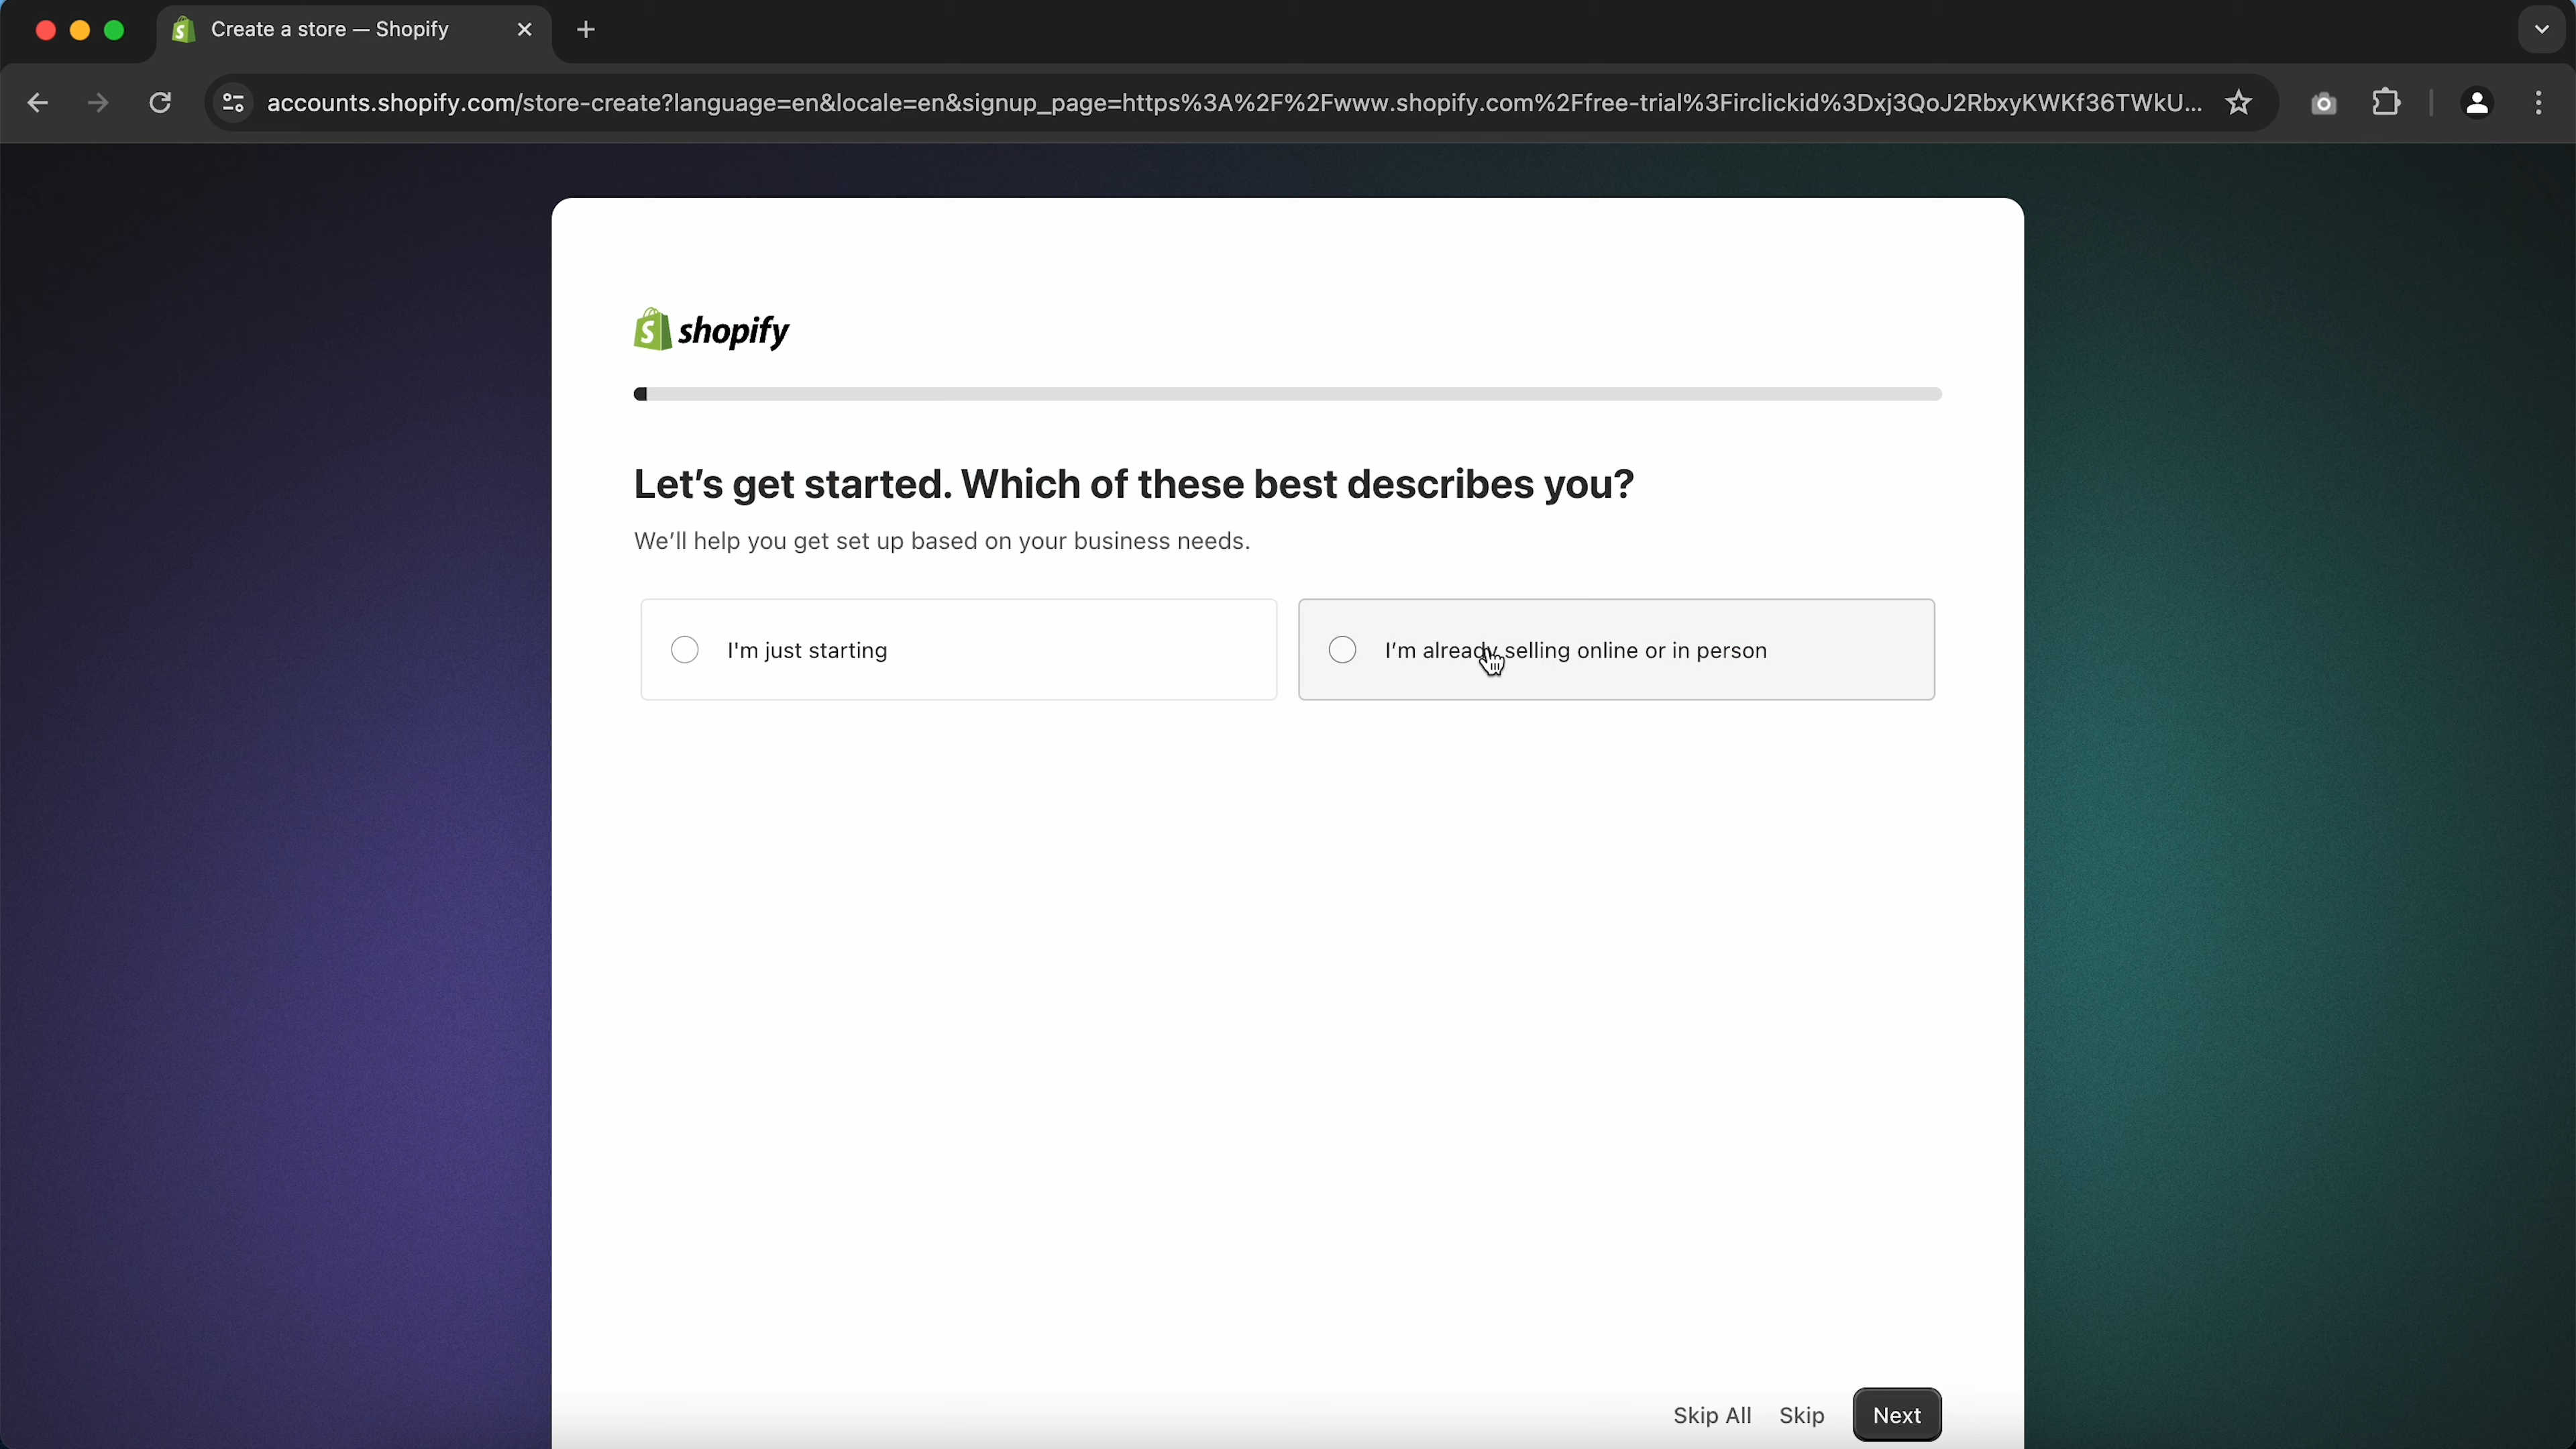 Create a store — Shopify
accounts.shopify.com/store-create?language=en&locale=en&signup_page=https%3A%2F%2Fwww.shopify.com%2Ffree-trial%3Firclickid%3Dxj3QoJ2RbxyKWKf36TWkU...
shopify
Let's get started. Which of these best describes you?
We'll help you get set up based on your business needs.
I'm just starting
I'm already selling online or in person
Skip All Skip Next